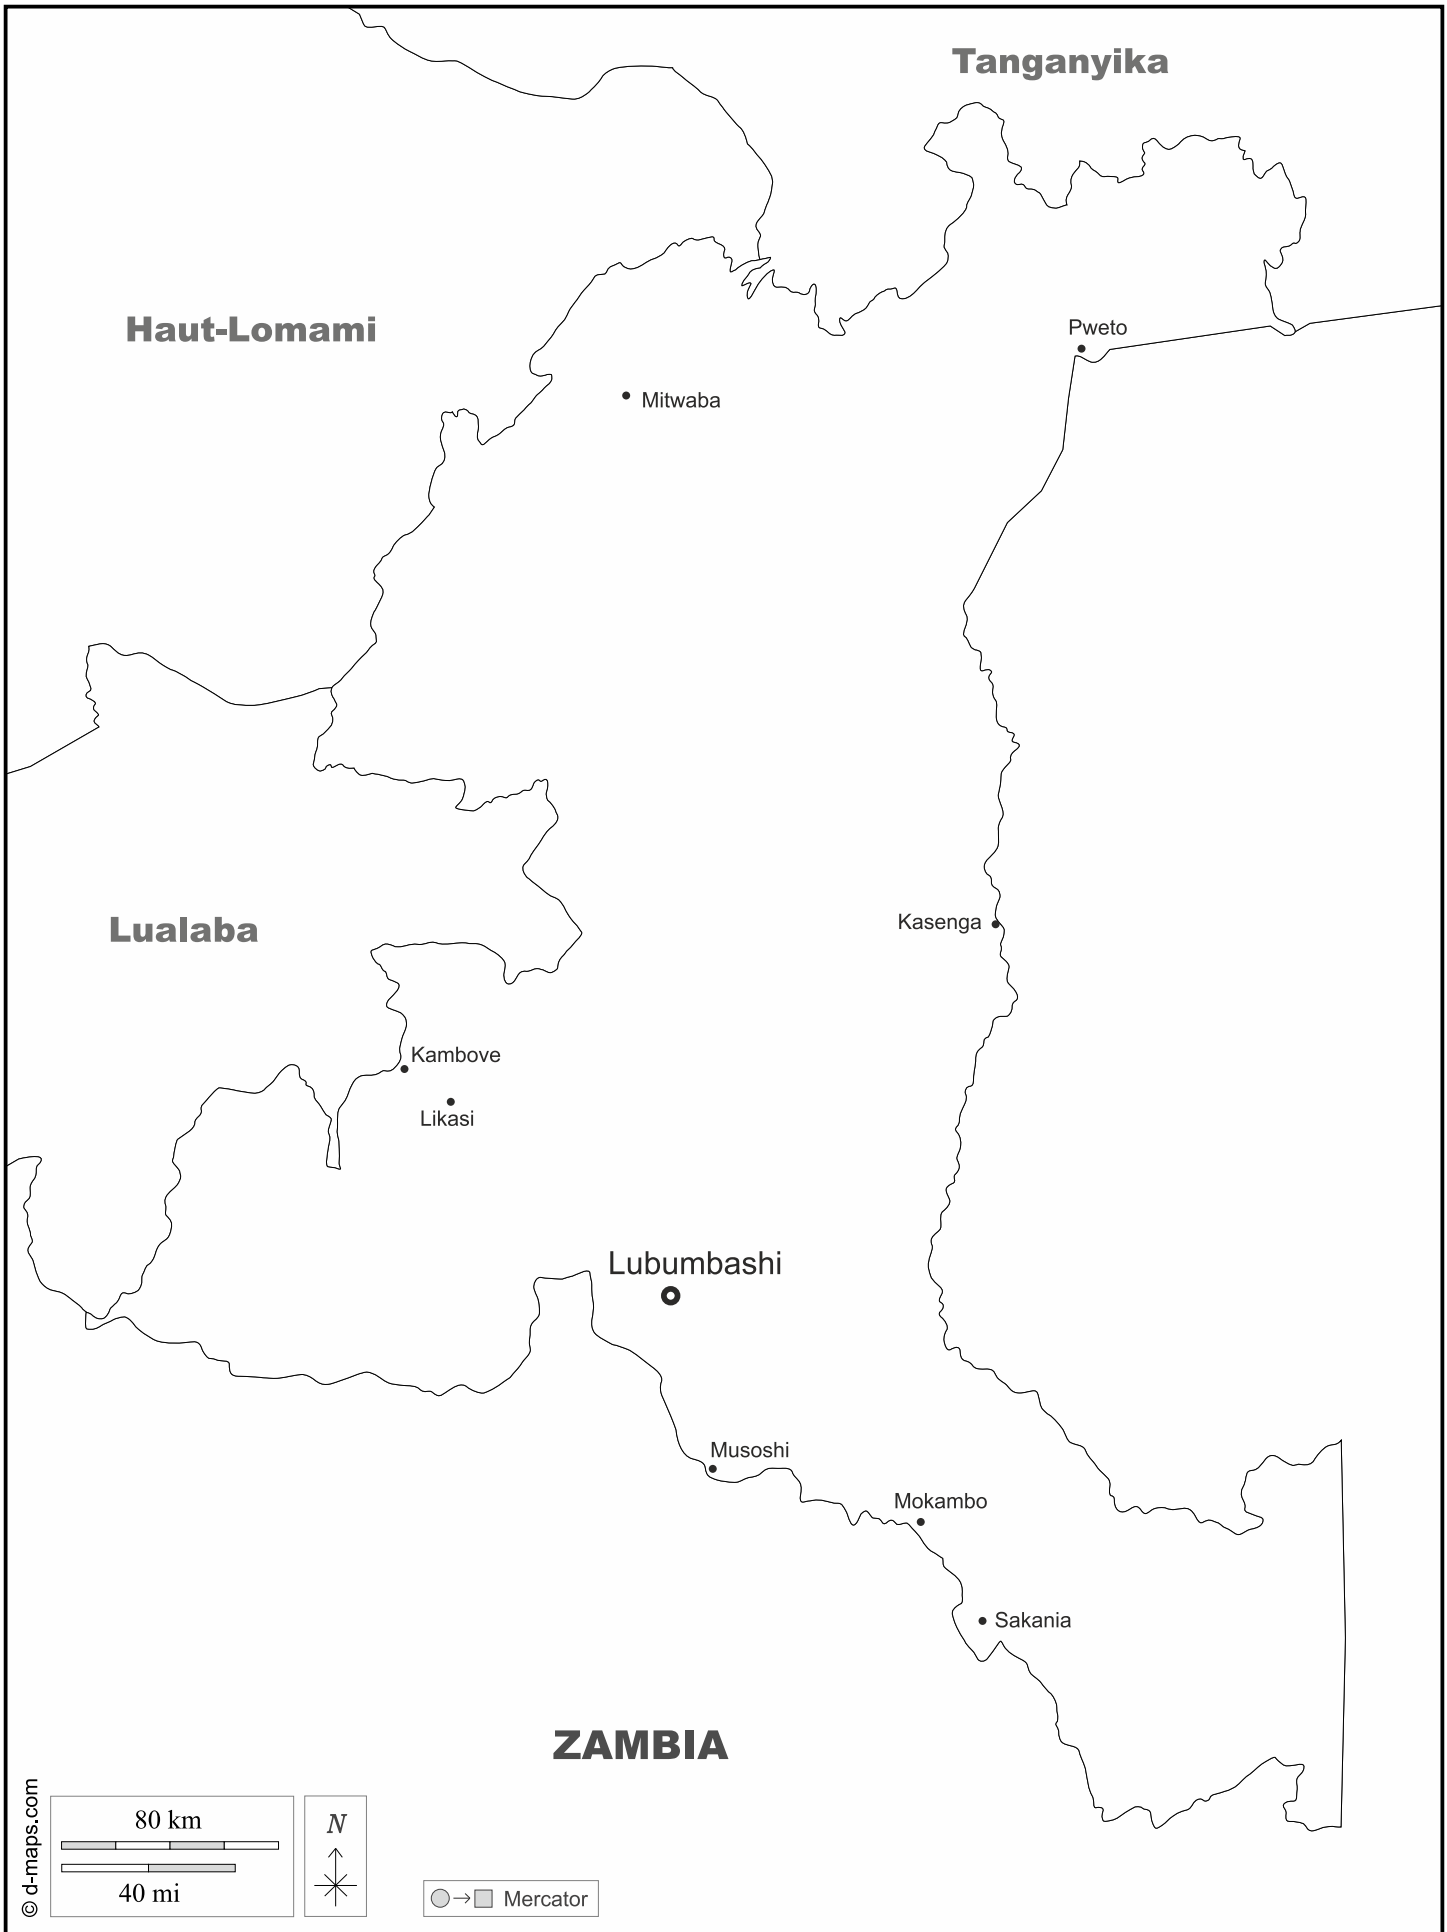 Tanganyika
Haut-Lomami
Pweto
Mitwaba
Lualaba
Kasenga
Kambove
Likasi
Lubumbashi
Musoshi
Mokambo
Sakania
ZAMBIA
© d-maps.com
80 km
40 mi
N
Mercator